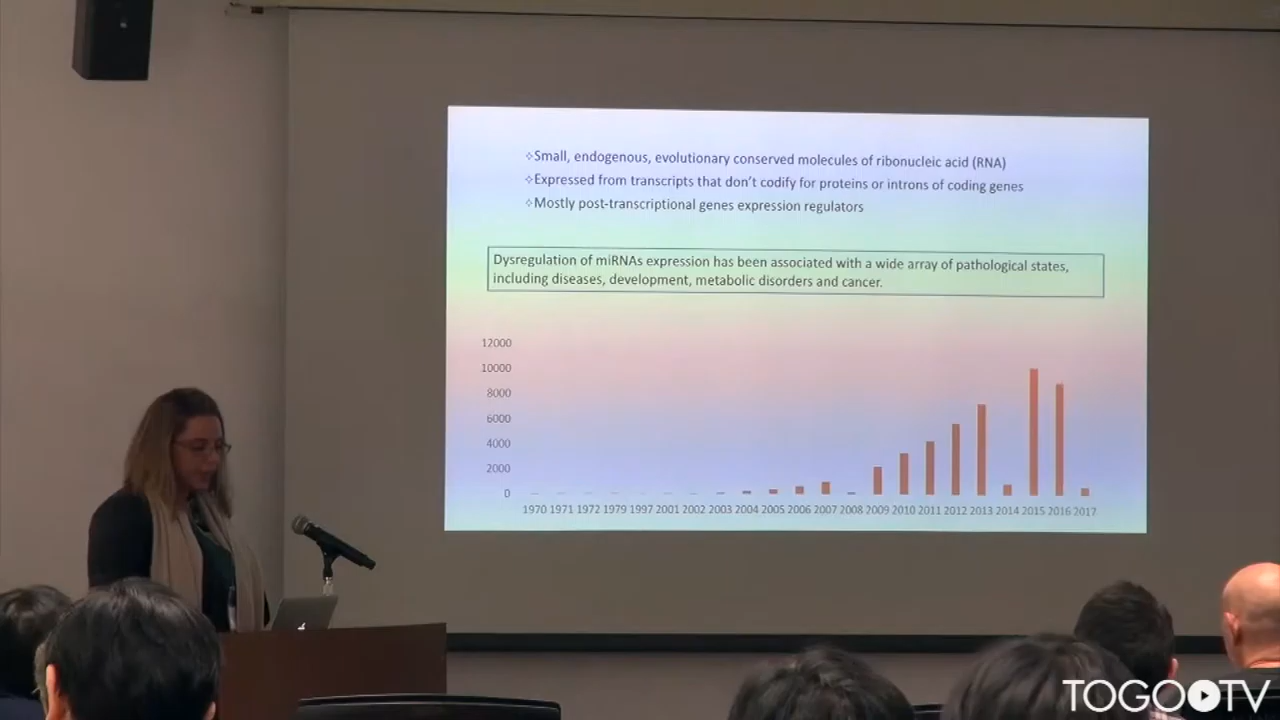 ❖Small, endogenous, evolutionary conserved molecules of ribonucleic acid (RNA)
❖Expressed from transcripts that don't codify for proteins or introns of coding genes
❖Mostly post-transcriptional genes expression regulators
Dysregulation of miRNAs expression has been associated with a wide array of pathological states,
including diseases, development, metabolic disorders and cancer.
12000
10000
8000
6000
4000
2000
0
1970 1971 1972 1979 1997 2001 2002 2003 2004 2005 2006 2007 2008 2009 2010 2011 2012 2013 2014 2015 2016 2017
TOGOTV